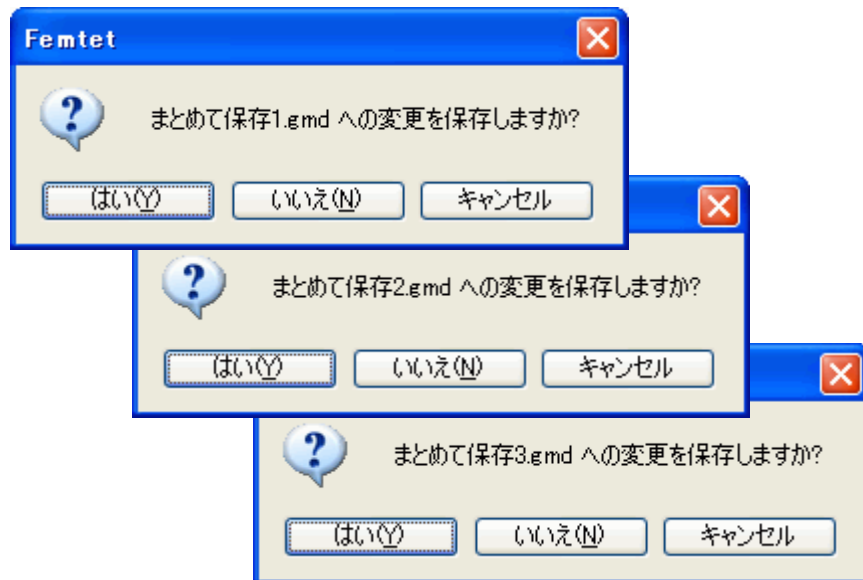 Femtet
まとめて保存1.gmd への変更を保存しますか?
はい(Y) いいえ(N) キャンセル
まとめて保存2.gmd への変更を保存しますか?
はい(Y) いいえ(N) キャンセル
まとめて保存3.gmd への変更を保存しますか?
はい(Y) いいえ(N) キャンセル